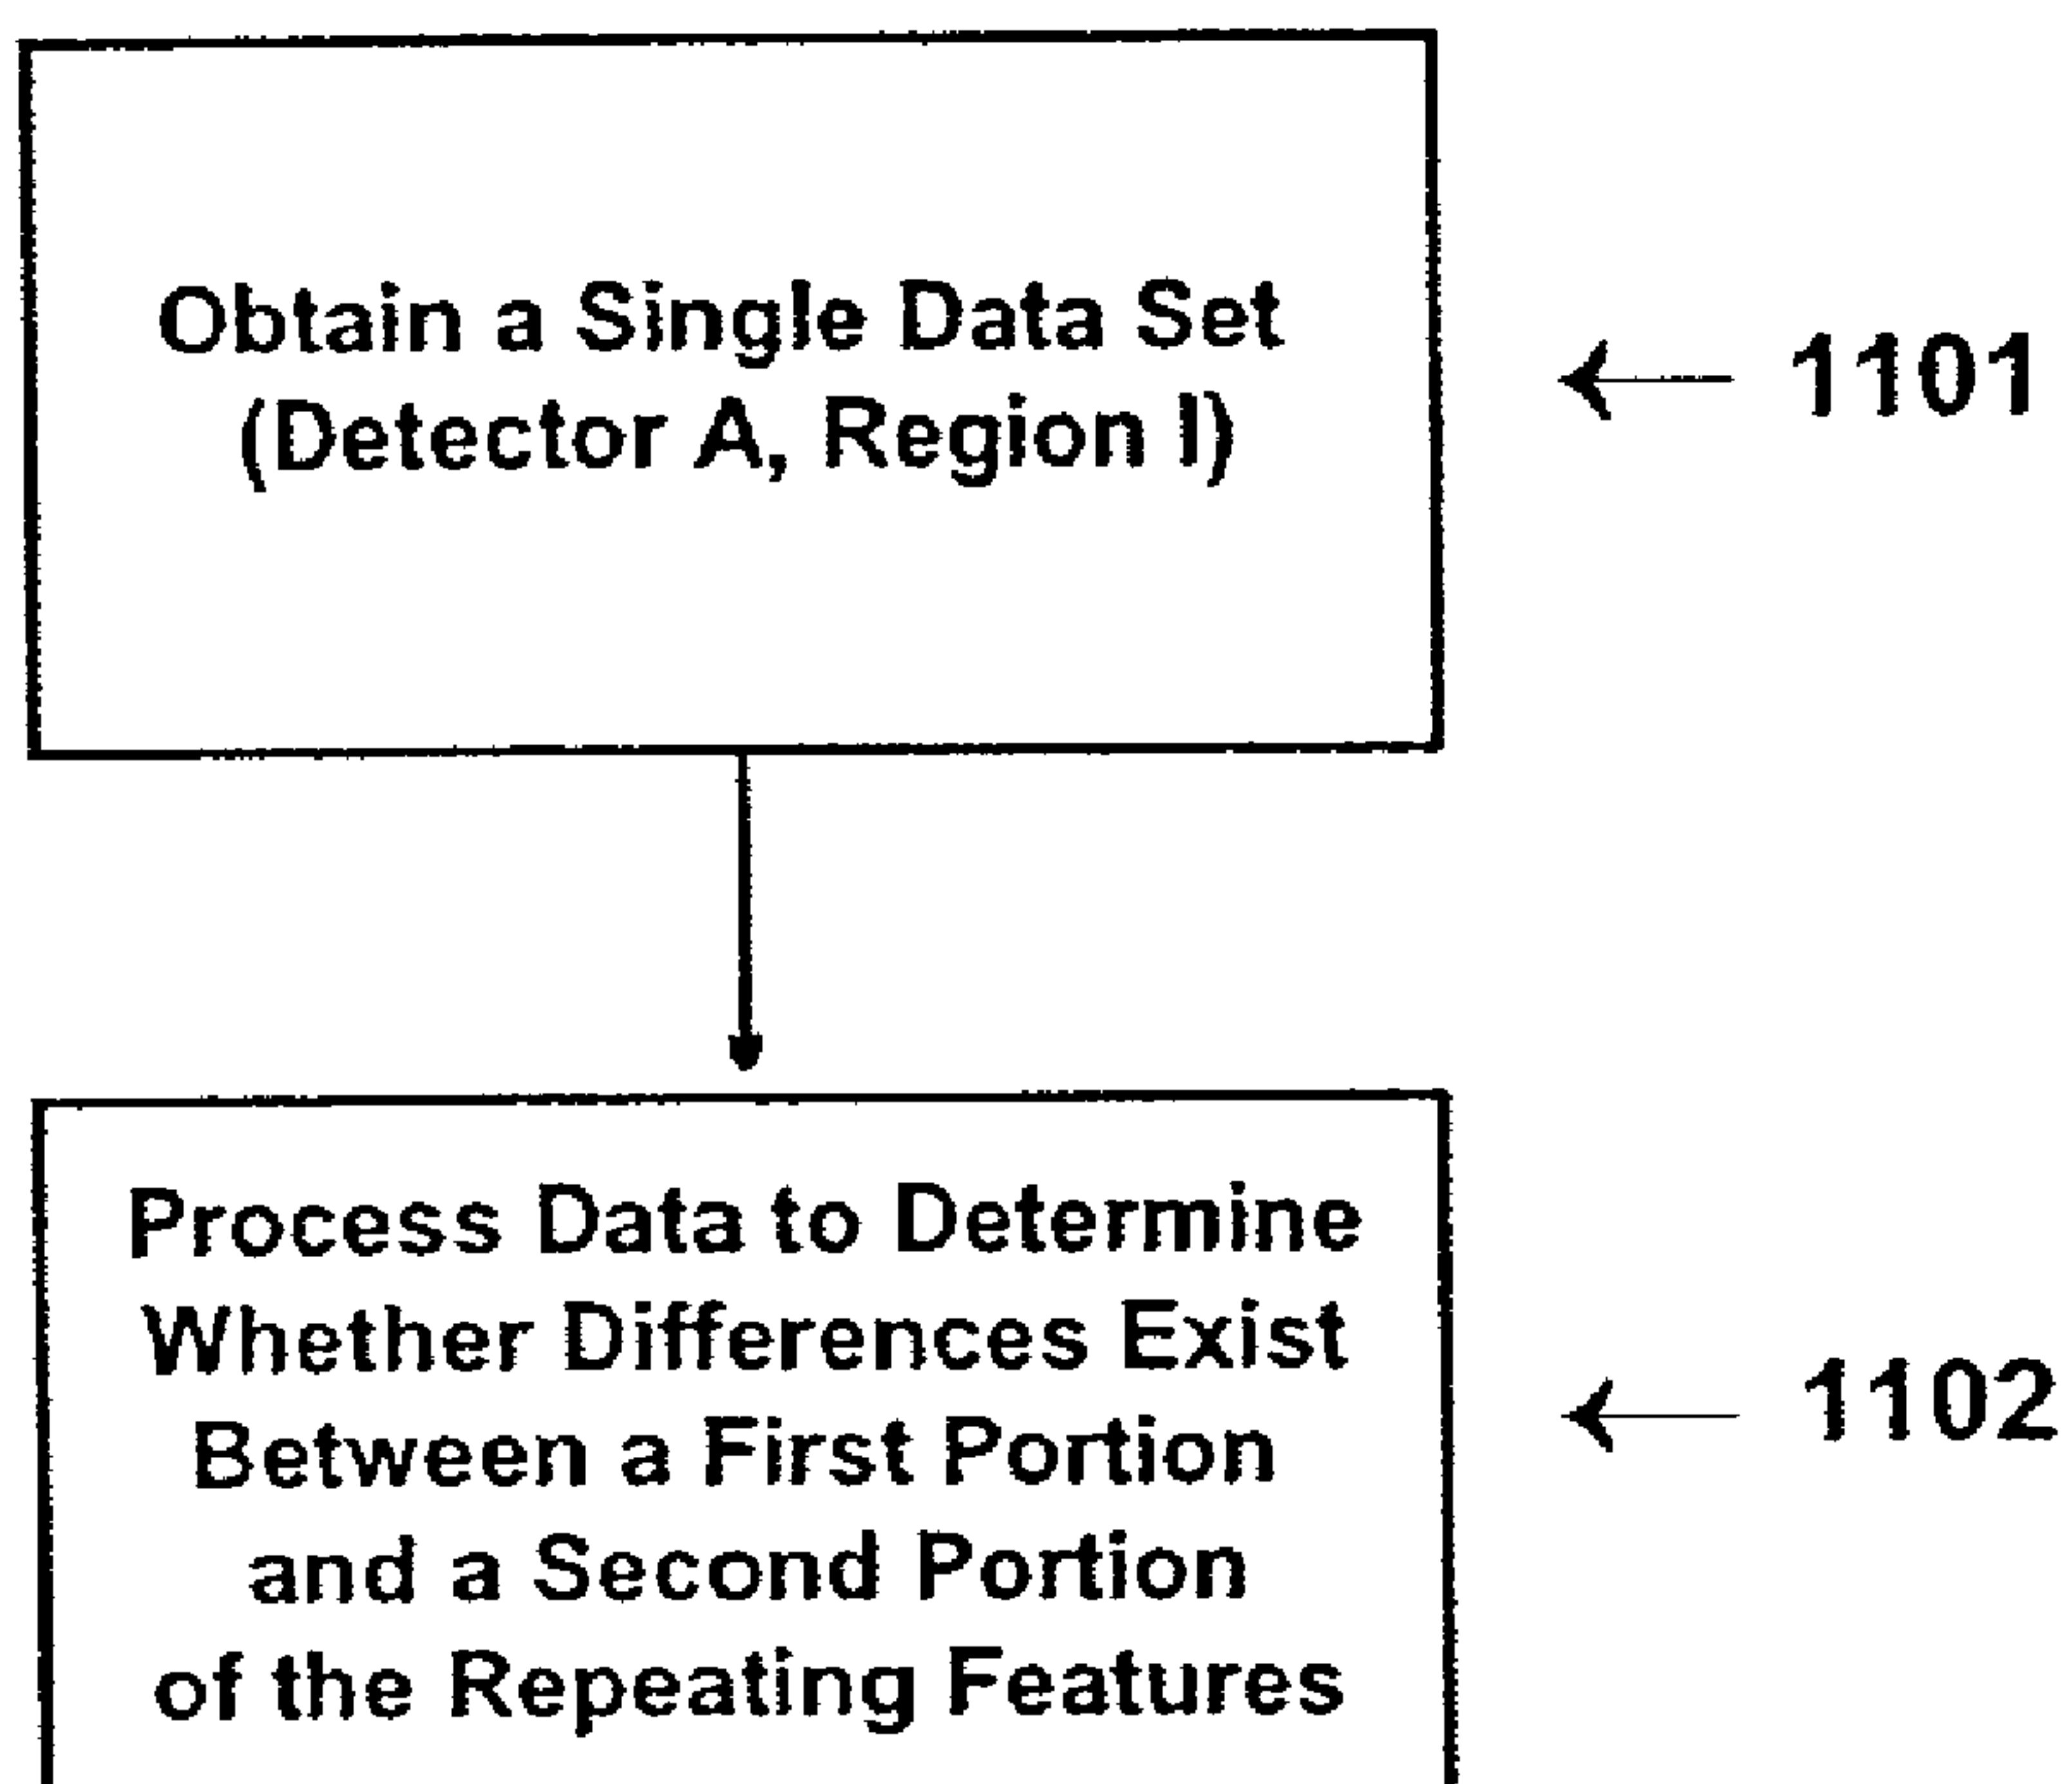 Obtain a Single Data Set
(Detector A, Region I)
1101
Process Data to Determine
Whether Differences Exist
Between a First Portion
and a Second Portion
of the Repeating Features
1102